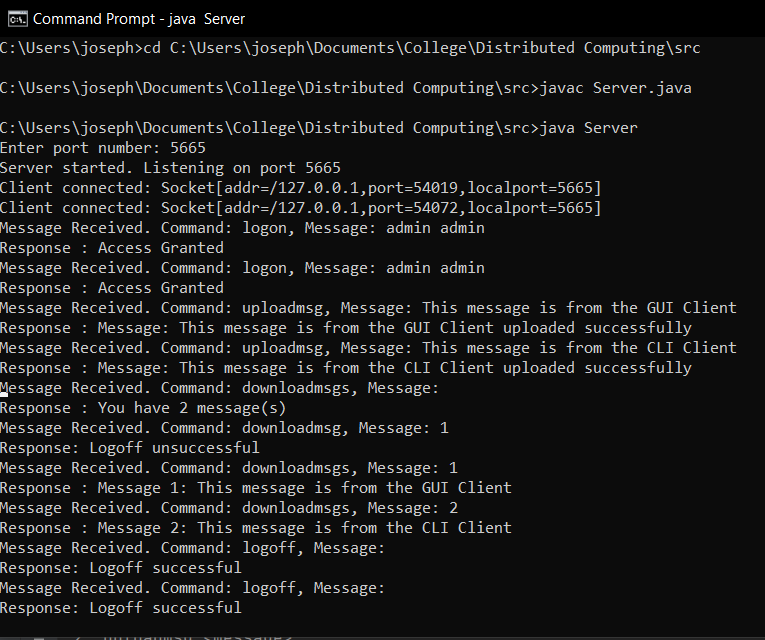 Command Prompt - java  Server
C:\Users\joseph>cd C:\Users\joseph\Documents\College\Distributed Computing\src
C:\Users\joseph\Documents\College\Distributed Computing\src>javac Server.java
C:\Users\joseph\Documents\College\Distributed Computing\src>java Server
Enter port number: 5665
Server started. Listening on port 5665
Client connected: Socket[addr=/127.0.0.1,port=54019,localport=5665]
Client connected: Socket[addr=/127.0.0.1,port=54072,localport=5665]
Message Received. Command: logon, Message: admin admin
Response : Access Granted
Message Received. Command: logon, Message: admin admin
Response : Access Granted
Message Received. Command: uploadmsg, Message: This message is from the GUI Client
Response : Message: This message is from the GUI Client uploaded successfully
Message Received. Command: uploadmsg, Message: This message is from the CLI Client
Response : Message: This message is from the CLI Client uploaded successfully
Message Received. Command: downloadmsgs, Message:
Response : You have 2 message(s)
Message Received. Command: downloadmsg, Message: 1
Response: Logoff unsuccessful
Message Received. Command: downloadmsgs, Message: 1
Response : Message 1: This message is from the GUI Client
Message Received. Command: downloadmsgs, Message: 2
Response : Message 2: This message is from the CLI Client
Message Received. Command: logoff, Message:
Response: Logoff successful
Message Received. Command: logoff, Message:
Response: Logoff successful